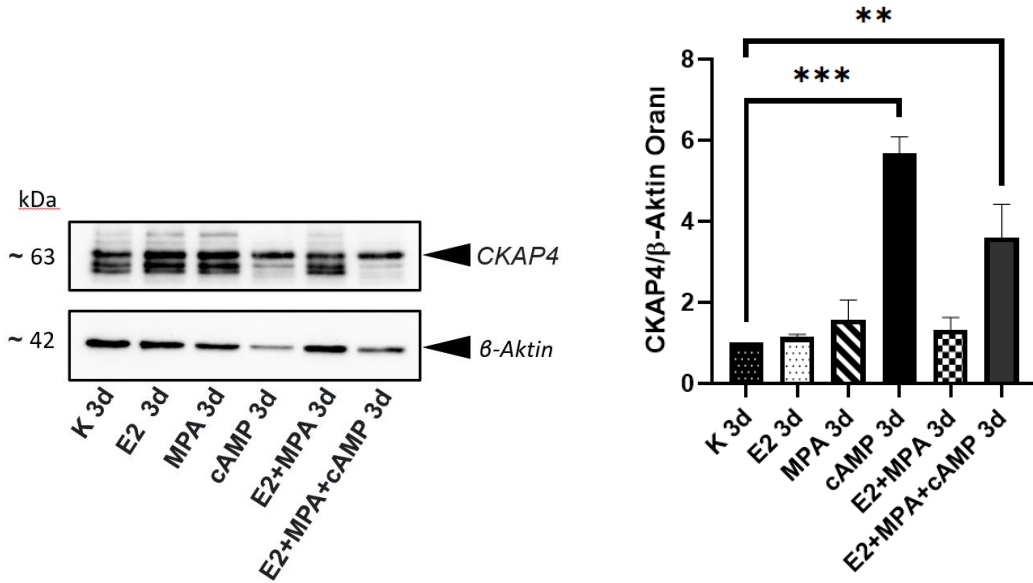 kDa
~ 63
CKAP4
~ 42
β-Aktin
K 3d
E2 3d
MPA 3d
cAMP 3d
E2+MPA 3d
E2+MPA+cAMP 3d
**
***
CKAP4/β-Aktin Oranı
8
6
4
2
0
K 3d
E2 3d
MPA 3d
cAMP 3d
E2+MPA 3d
E2+MPA+cAMP 3d